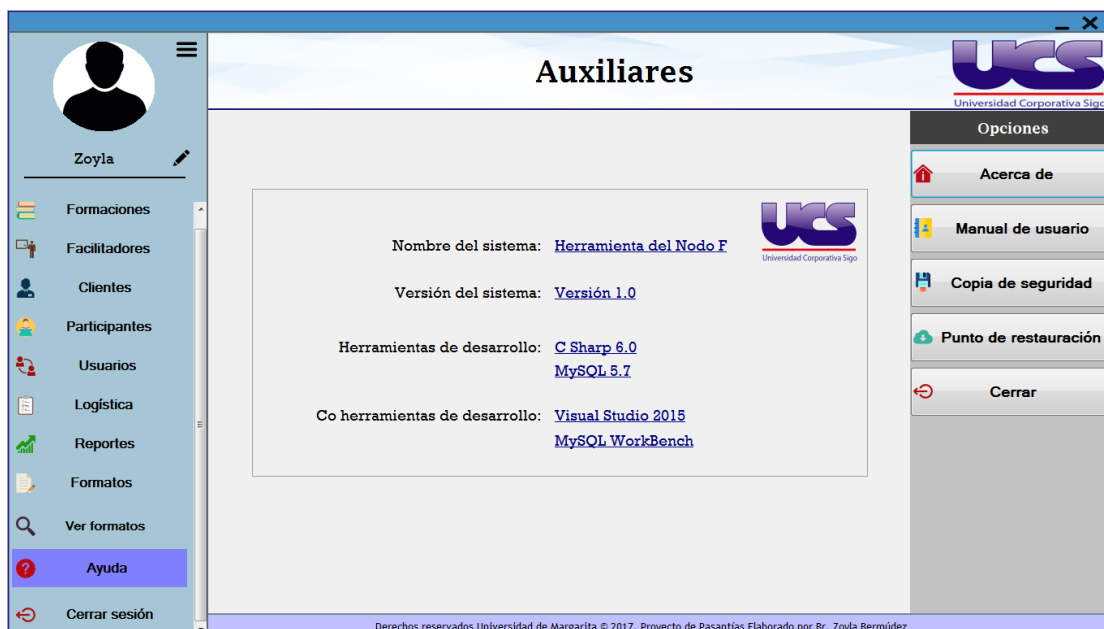 Auxiliares
UCS
Universidad Corporativa Sigo
Zoyla
Formaciones
Facilitadores
Clientes
Participantes
Usuarios
Logística
Reportes
Formatos
Ver formatos
Ayuda
Cerrar sesión
UCS
Universidad Corporativa Sigo
Nombre del sistema: Herramienta del Nodo F
Versión del sistema: Versión 1.0
Herramientas de desarrollo: C Sharp 6.0
MySQL 5.7
Co herramientas de desarrollo: Visual Studio 2015
MySQL WorkBench
Opciones
Acerca de
Manual de usuario
Copia de seguridad
Punto de restauración
Cerrar
Derechos reservados Universidad de Margarita © 2017. Proyecto de Pasantías Elaborado por Br. Zoyla Bermúdez